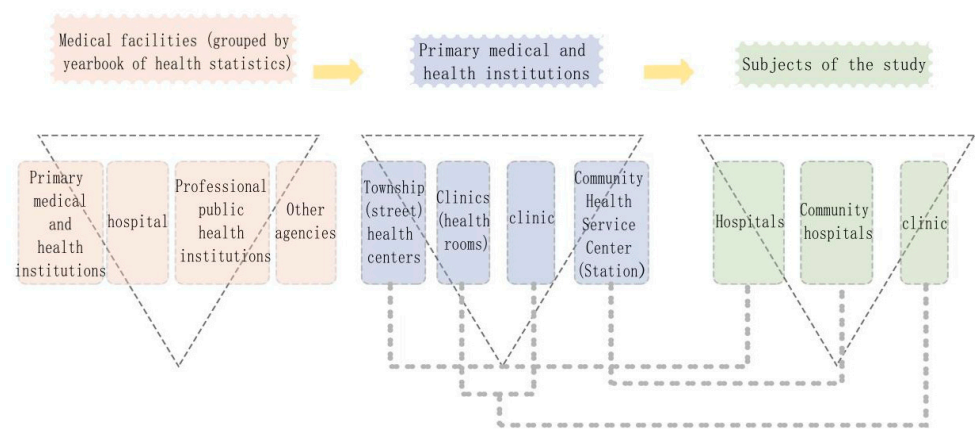 Medical facilities (grouped by
yearbook of health statistics)
Primary medical and
health institutions
Subjects of the study
Primary
medical
and
health
institutions
hospital
Professional
public
health
institutions
Other
agencies
Township
(street)
health
centers
Clinics
(health
rooms)
clinic
Community
Health
Service
Center
(Station)
Hospitals
Community
hospitals
clinic